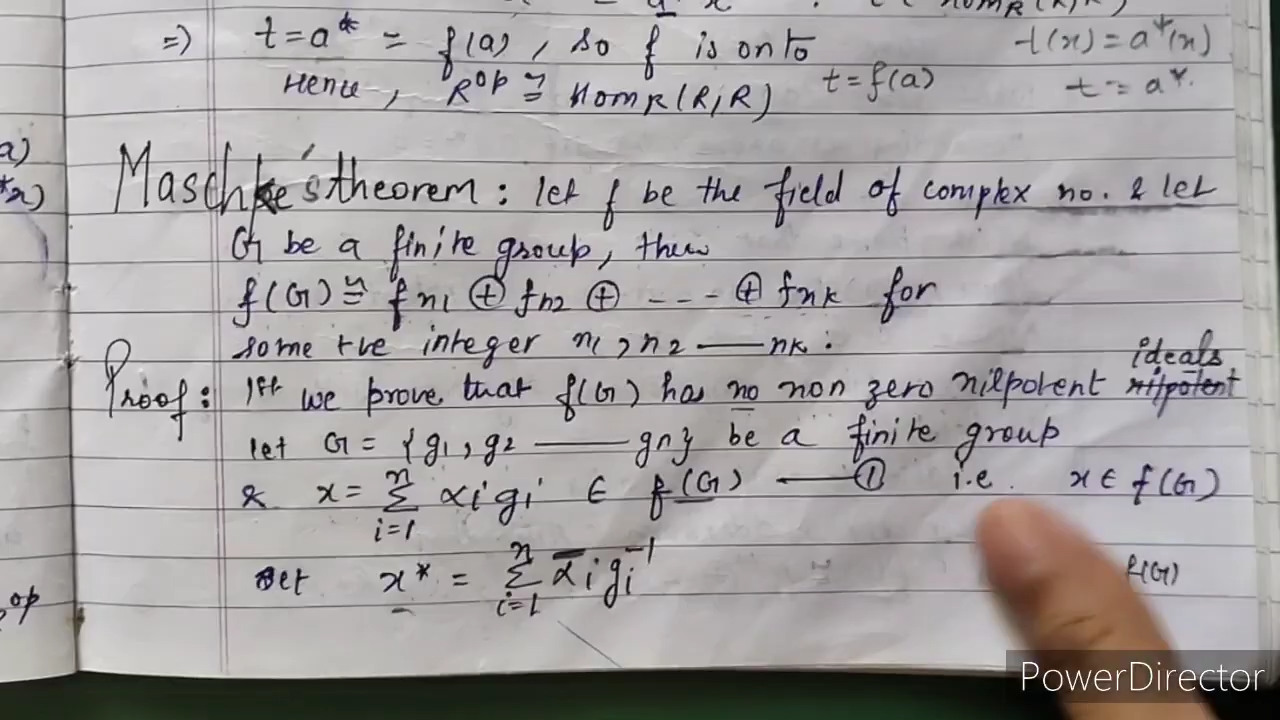 ⇒) t = a* = f(a), so f is onto t(x) = a*(x)
Hence, R^op ≅ Hom_R(R,R) t = f(a) t = a*.
a)
*x)
Maschke's theorem : let f be the field of complex no. & let
G be a finite group, then
f(G) ≅ f_n1 ⊕ f_n2 ⊕ --- ⊕ f_nk for
some +ve integer n1, n2 —— nk .
ideals
Proof : Ist we prove that f(G) has no non zero nilpotent nilpotent
let G = {g1, g2 —— gn} be a finite group
& x = Σ_{i=1}^{n} αi gi ∈ f(G) —— ① i.e. x ∈ f(G)
Set x* = Σ_{i=1}^{n} ᾱi gi^-1 f(G)
op
PowerDirector